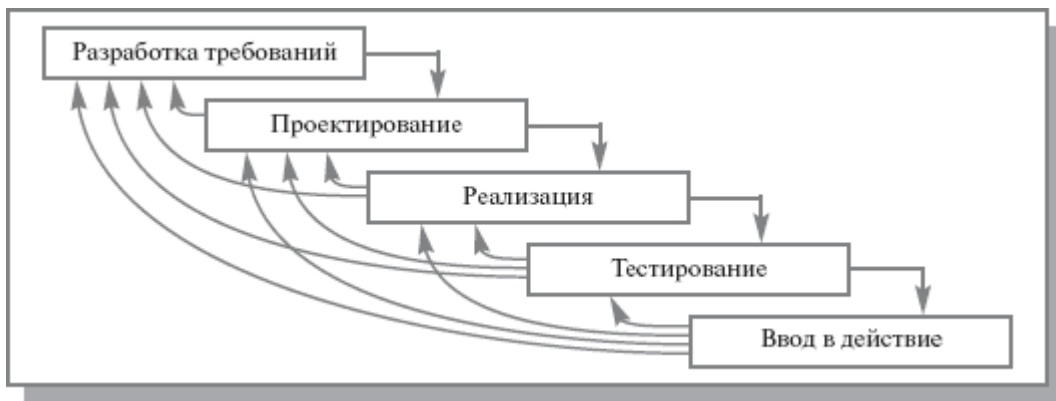 Разработка требований
Проектирование
Реализация
Тестирование
Ввод в действие